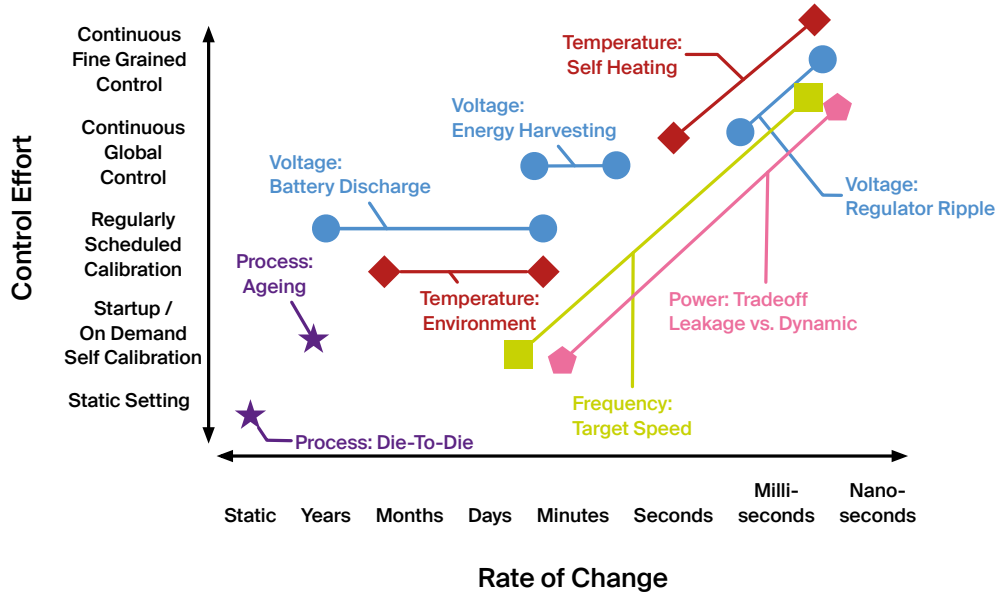 Continuous
Fine Grained
Control
Continuous
Global
Control
Regularly
Scheduled
Calibration
Startup /
On Demand
Self Calibration
Static Setting
Control Effort
Temperature:
Self Heating
Voltage:
Energy Harvesting
Voltage:
Battery Discharge
Voltage:
Regulator Ripple
Process:
Ageing
Temperature:
Environment
Power: Tradeoff
Leakage vs. Dynamic
Frequency:
Target Speed
Process: Die-To-Die
Static
Years
Months
Days
Minutes
Seconds
Milli-
seconds
Nano-
seconds
Rate of Change